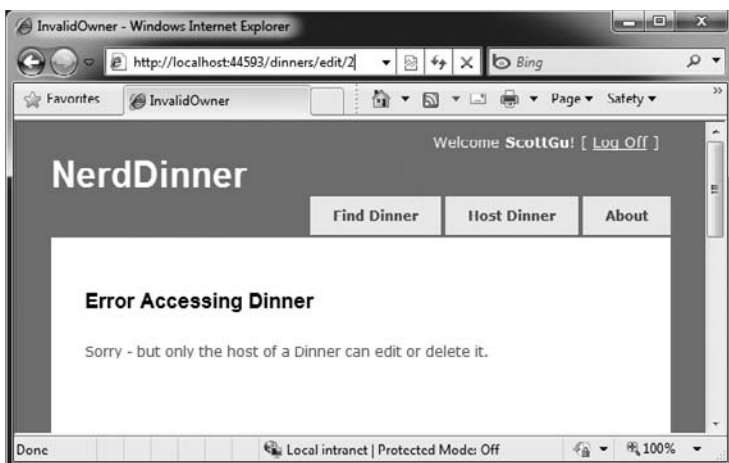 InvalidOwner - Windows Internet Explorer
http://localhost:44593/dinners/edit/2
Bing
Favorites
InvalidOwner
Page
Safety
»
Welcome ScottGu! [ Log Off ]
NerdDinner
Find Dinner
Host Dinner
About
Error Accessing Dinner
Sorry - but only the host of a Dinner can edit or delete it.
Done
Local intranet | Protected Mode: Off
100%